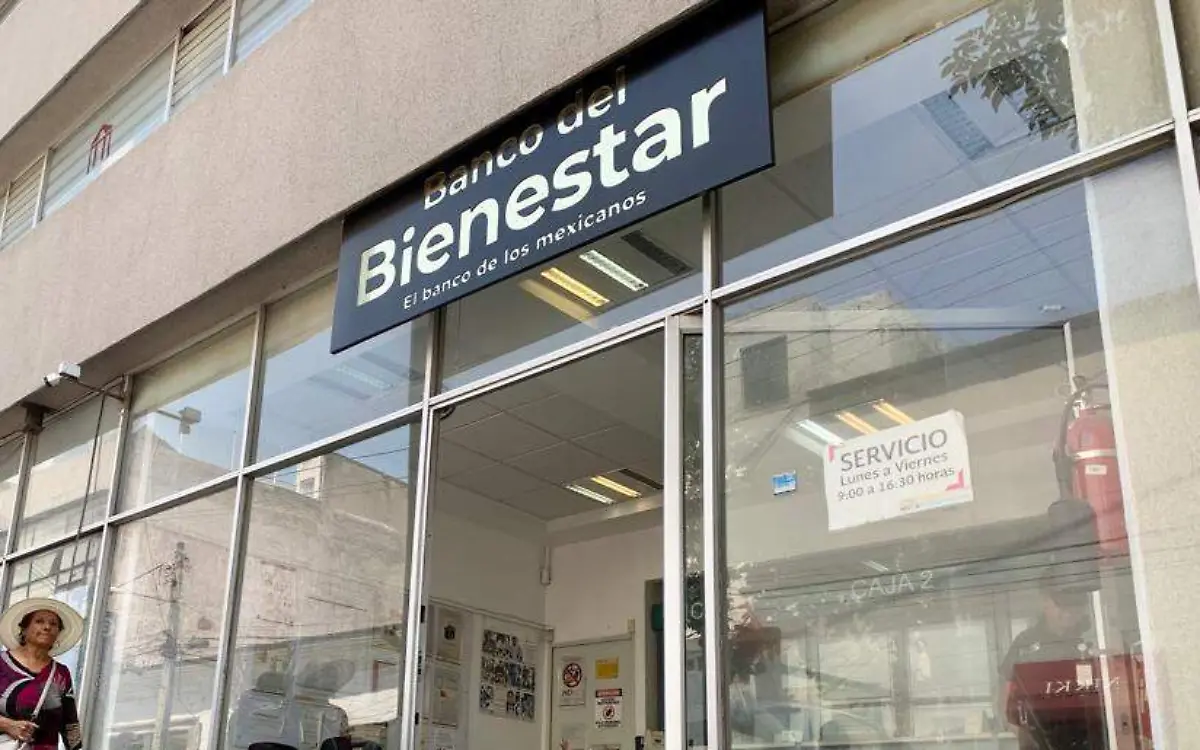 Banco del
Bienestar
El banco de los mexicanos
SERVICIO
Lunes a Viernes
9:00 a 16:30 horas
CAJA 2